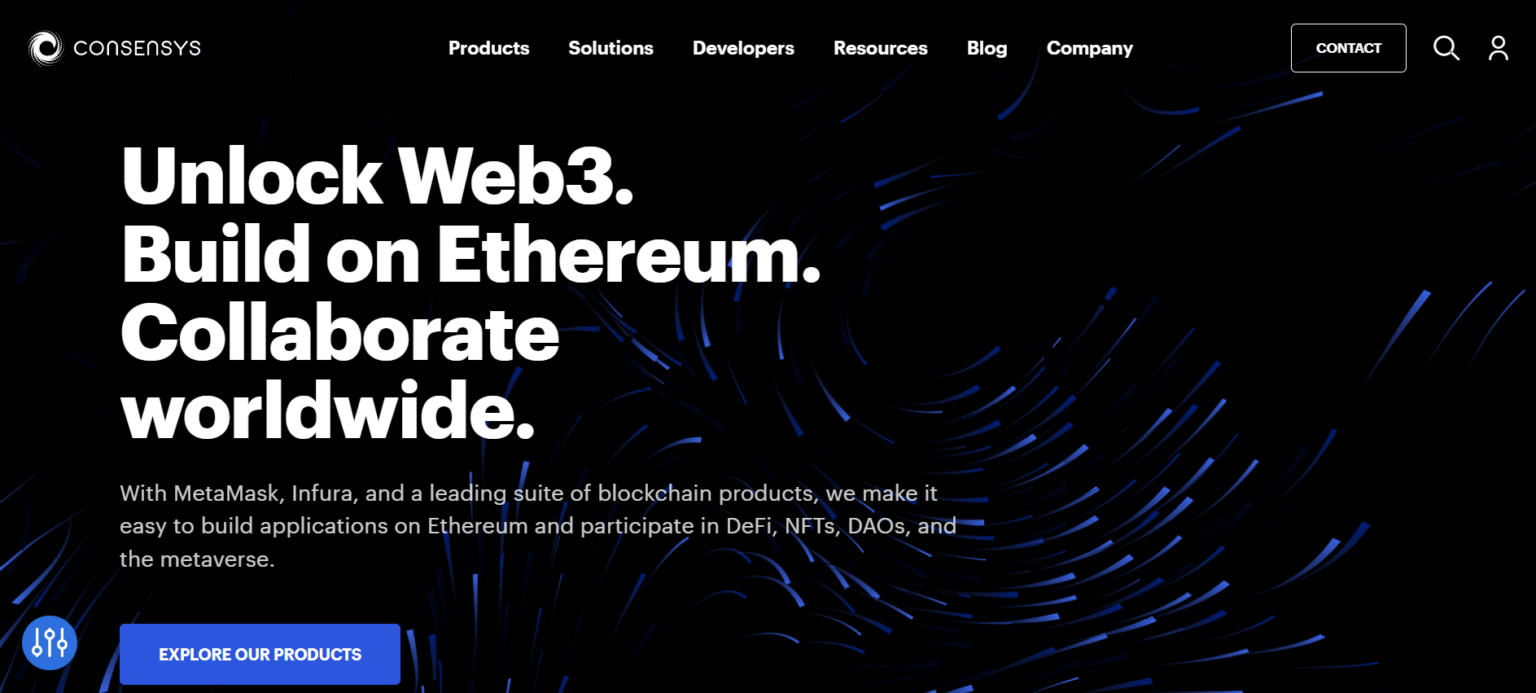 CONSENSYS
Products Solutions Developers Resources Blog Company
CONTACT
Unlock Web3.
Build on Ethereum.
Collaborate
worldwide.
With MetaMask, Infura, and a leading suite of blockchain products, we make it
easy to build applications on Ethereum and participate in DeFi, NFTs, DAOs, and
the metaverse.
EXPLORE OUR PRODUCTS